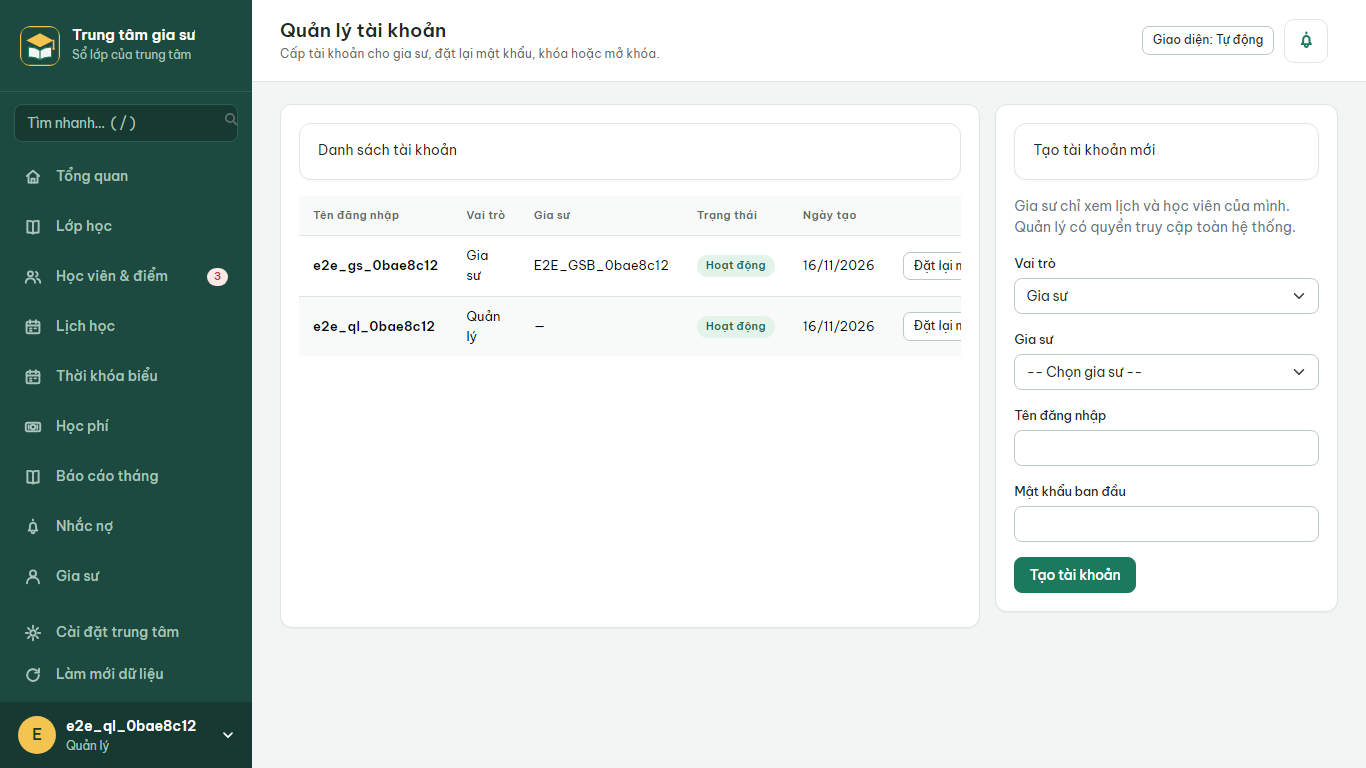 Trung tâm gia sư
Sổ lớp của trung tâm
Tìm nhanh... ( / )
Tổng quan
Lớp học
Học viên & điểm 3
Lịch học
Thời khóa biểu
Học phí
Báo cáo tháng
Nhắc nợ
Gia sư
Cài đặt trung tâm
Làm mới dữ liệu
E
e2e_ql_0bae8c12
Quản lý
Quản lý tài khoản
Cấp tài khoản cho gia sư, đặt lại mật khẩu, khóa hoặc mở khóa.
Giao diện: Tự động
Danh sách tài khoản
Tên đăng nhập Vai trò Gia sư Trạng thái Ngày tạo
e2e_gs_0bae8c12 Gia sư E2E_GSB_0bae8c12 Hoạt động 16/11/2026 Đặt lại
e2e_ql_0bae8c12 Quản lý — Hoạt động 16/11/2026 Đặt lại
Tạo tài khoản mới
Gia sư chỉ xem lịch và học viên của mình.
Quản lý có quyền truy cập toàn hệ thống.
Vai trò
Gia sư
Gia sư
-- Chọn gia sư --
Tên đăng nhập
Mật khẩu ban đầu
Tạo tài khoản